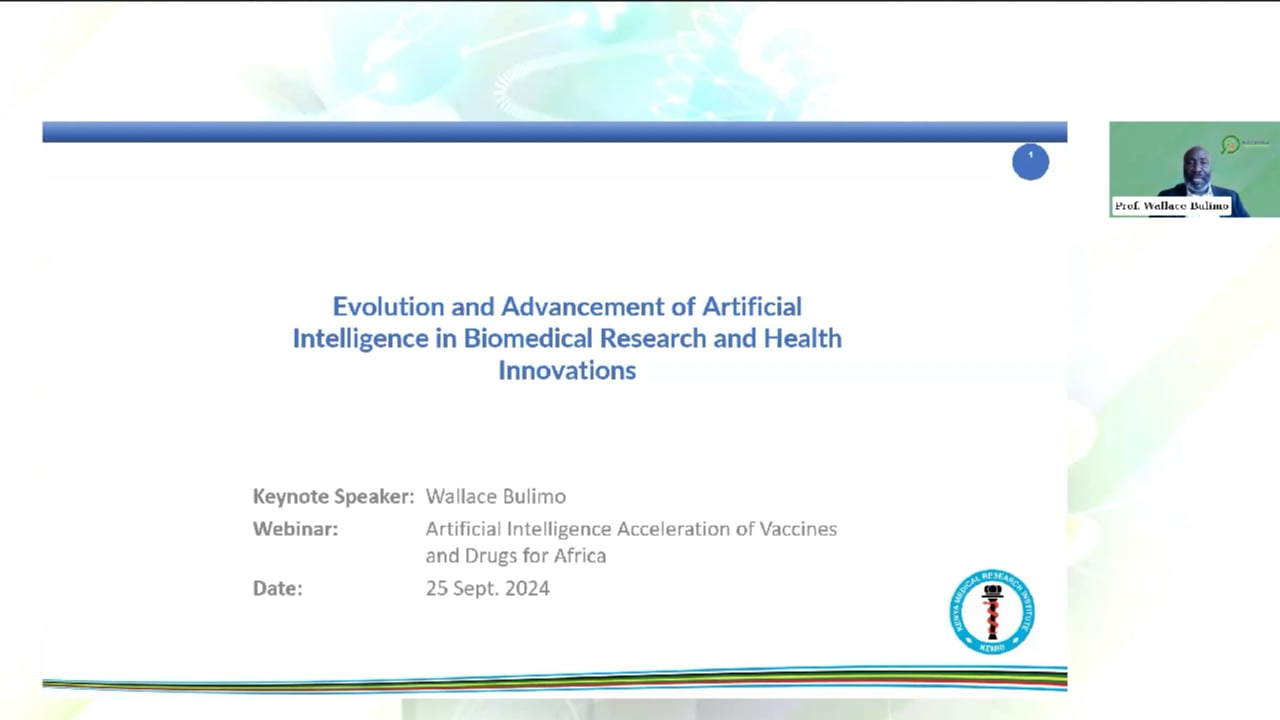 1
Evolution and Advancement of Artificial
Intelligence in Biomedical Research and Health
Innovations
Keynote Speaker: Wallace Bulimo
Webinar: Artificial Intelligence Acceleration of Vaccines
and Drugs for Africa
Date: 25 Sept. 2024
KENYA MEDICAL RESEARCH INSTITUTE
KEMRI
Prof. Wallace Bulimo